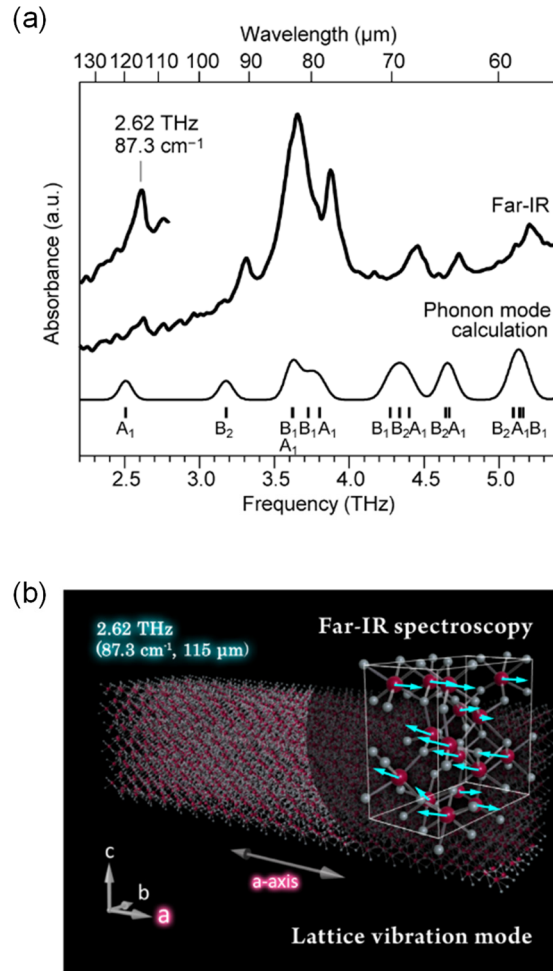 (a)
Wavelength (µm)
130 120 110 100 90 80 70 60
2.62 THz
87.3 cm⁻¹
Far-IR
Phonon mode
calculation
Absorbance (a.u.)
A₁ B₂ B₁ B₁ A₁ B₁ B₂ A₁ B₂ A₁ B₂ A₁ B₁
A₁
2.5 3.0 3.5 4.0 4.5 5.0
Frequency (THz)
(b)
2.62 THz
(87.3 cm⁻¹, 115 µm)
Far-IR spectroscopy
c
b
a
a-axis
Lattice vibration mode